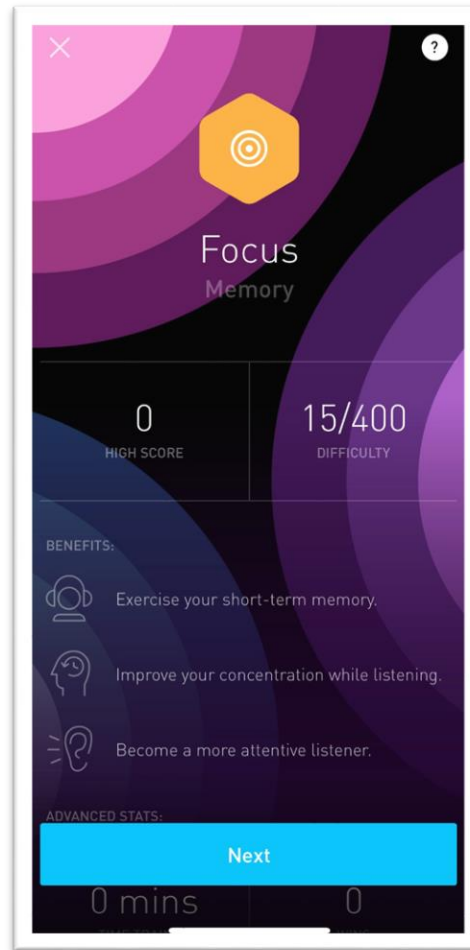 ?
Focus
Memory
0
HIGH SCORE
15/400
DIFFICULTY
BENEFITS:
Exercise your short-term memory.
Improve your concentration while listening.
Become a more attentive listener.
ADVANCED STATS:
Next
0 mins
0